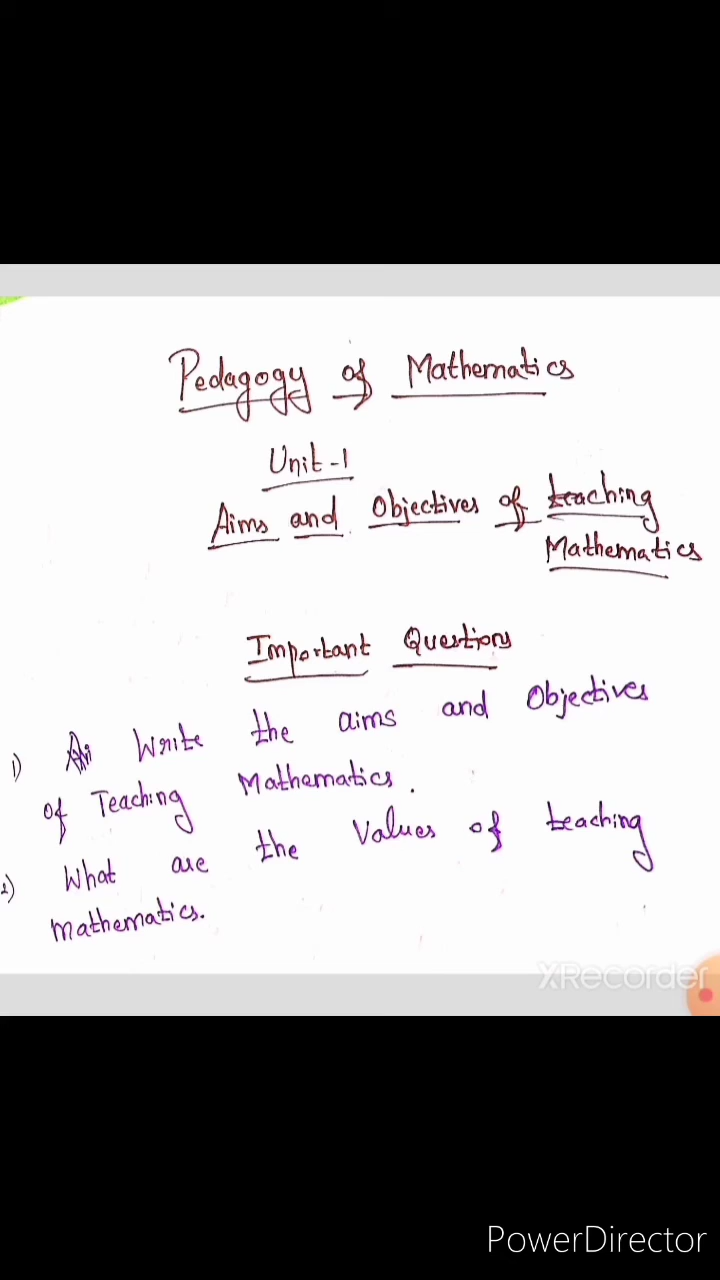 Pedagogy of Mathematics
Unit-1
Aims and Objectives of teaching
Mathematics
Important Questions
1) Write the aims and Objectives
of Teaching Mathematics.
2) What are the Values of teaching
mathematics.
XRecorder
PowerDirector